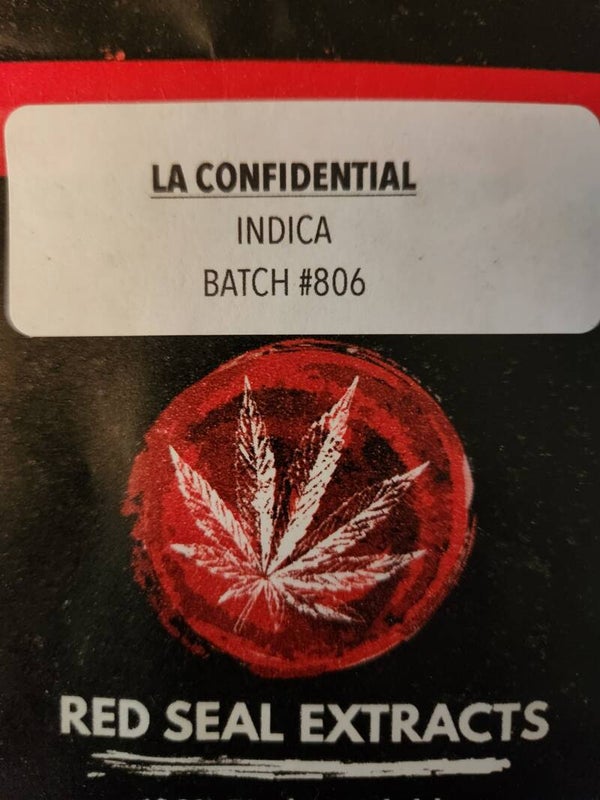 LA CONFIDENTIAL
INDICA
BATCH #806
RED SEAL EXTRACTS